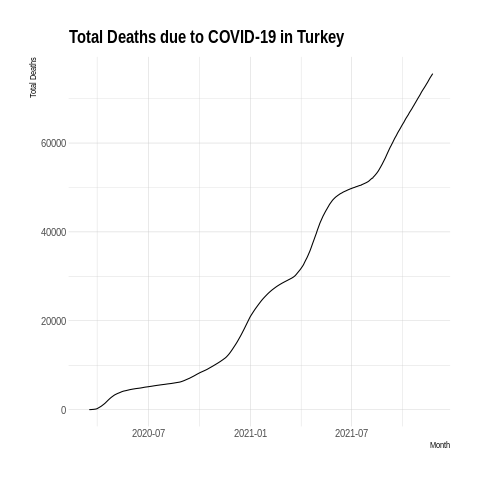 Total Deaths due to COVID-19 in Turkey
Total Deaths
60000
40000
20000
0
2020-07 2021-01 2021-07
Month